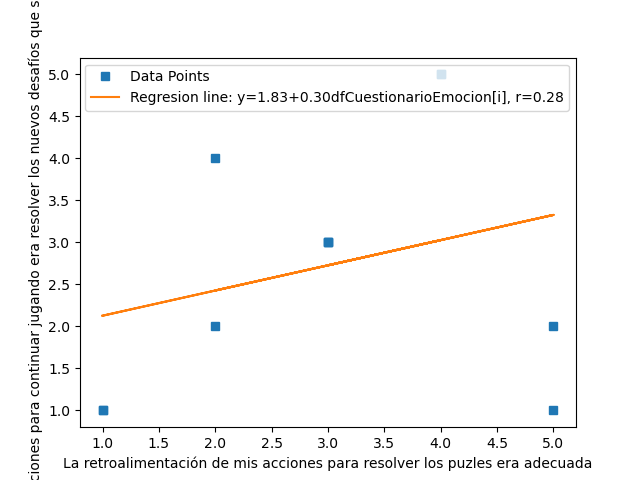 Data Points
Regresion line: y=1.83+0.30dfCuestionarioEmocion[i], r=0.28
5.0
4.5
4.0
3.5
3.0
2.5
2.0
1.5
1.0
1.0 1.5 2.0 2.5 3.0 3.5 4.0 4.5 5.0
La retroalimentación de mis acciones para resolver los puzles era adecuada
ciones para continuar jugando era resolver los nuevos desafíos que s